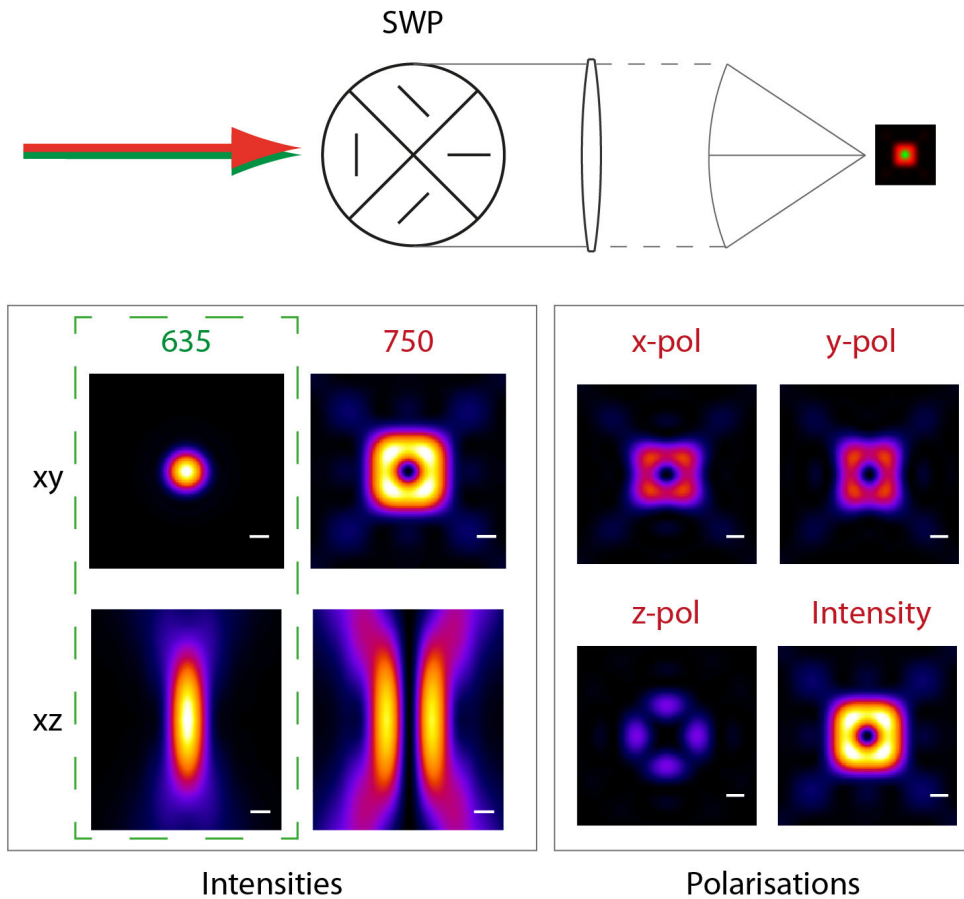 SWP
635
750
xy
xz
Intensities
x-pol
y-pol
z-pol
Intensity
Polarisations